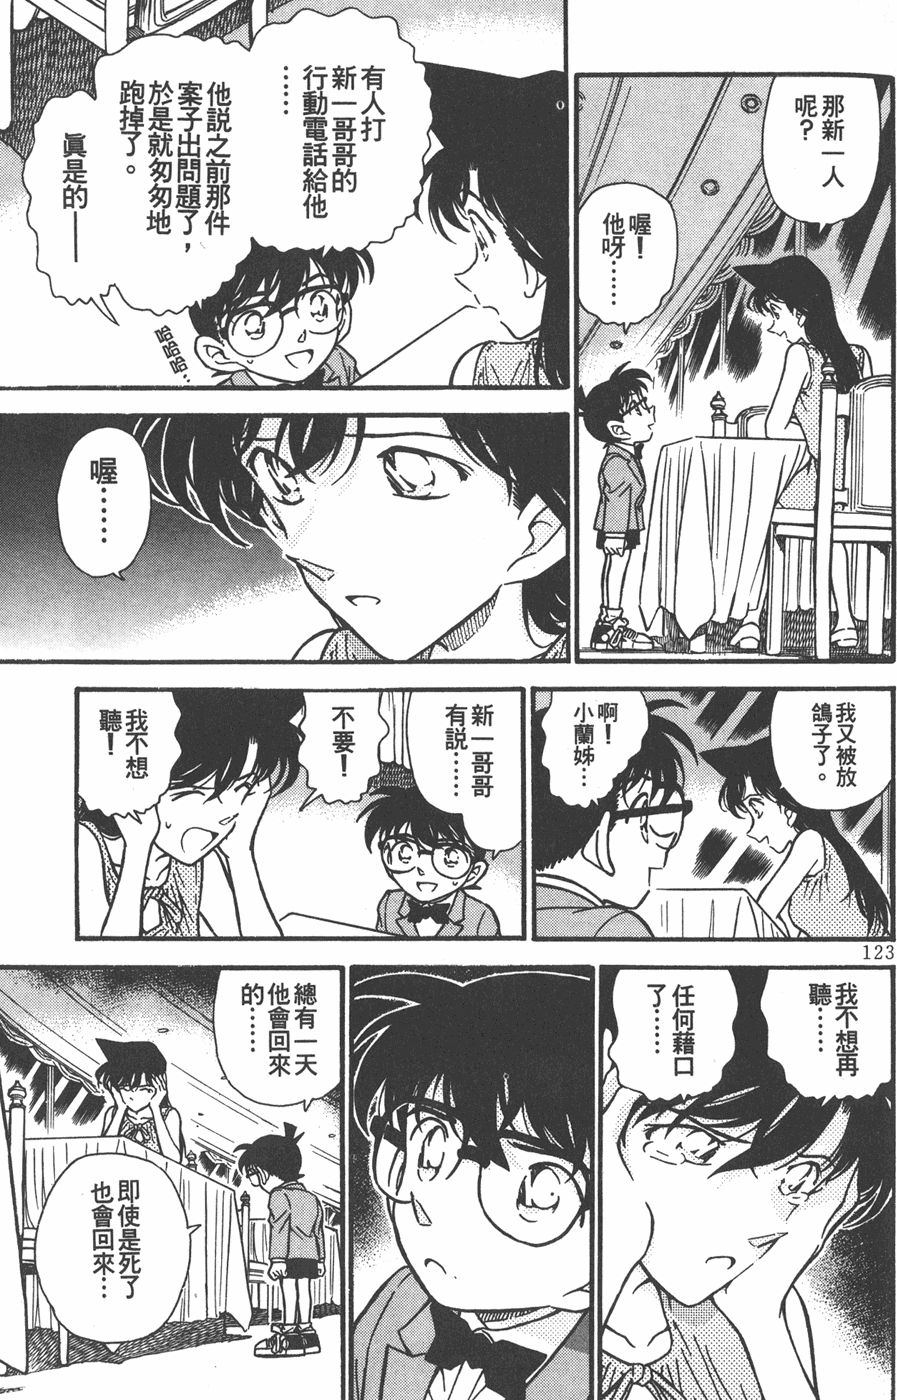 那新一人
呢？
喔！
他呀……
有人打
新一哥哥的
行動電話給他
……
他說之前那件
案子出問題了，
於是就匆匆地
跑掉了。
真是的——
哈哈哈…
喔……
我又被放
鴿子了。
啊！
小蘭姊…
新一哥哥
有說……
不要！
我不想
聽！
123
我不想再
聽……
任何藉口
了……
總有一天
他會回來
的……
即使是死了
也會回來…